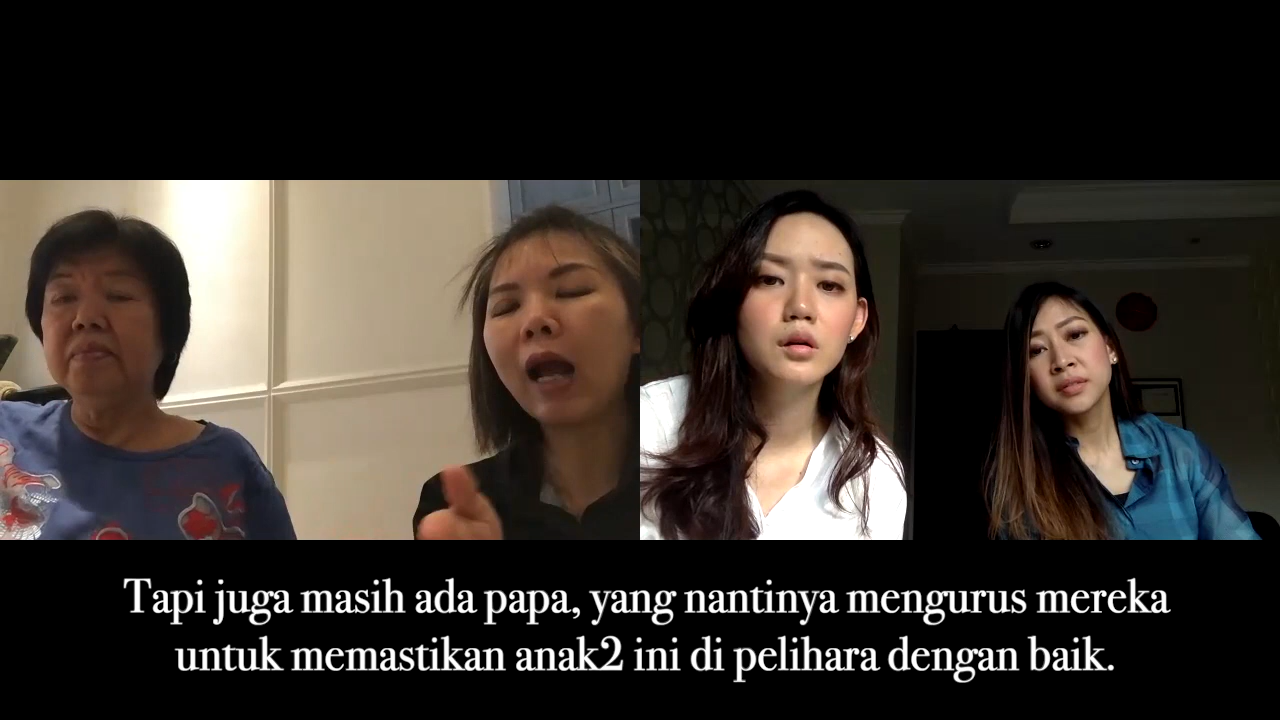 Tapi juga masih ada papa, yang nantinya mengurus mereka
untuk memastikan anak2 ini di pelihara dengan baik.